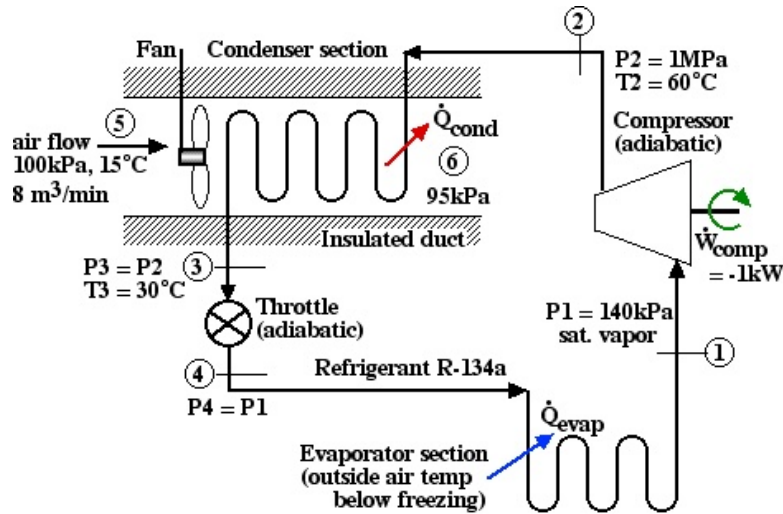 Fan
Condenser section
2
P2 = 1MPa
T2 = 60°C
Compressor
(adiabatic)
5
air flow
100kPa, 15°C
8 m³/min
Q̇cond
6
95kPa
Insulated duct
Ẇcomp
= -1kW
P3 = P2
T3 = 30°C
3
Throttle
(adiabatic)
P1 = 140kPa
sat. vapor
1
4
Refrigerant R-134a
P4 = P1
Q̇evap
Evaporator section
(outside air temp
below freezing)